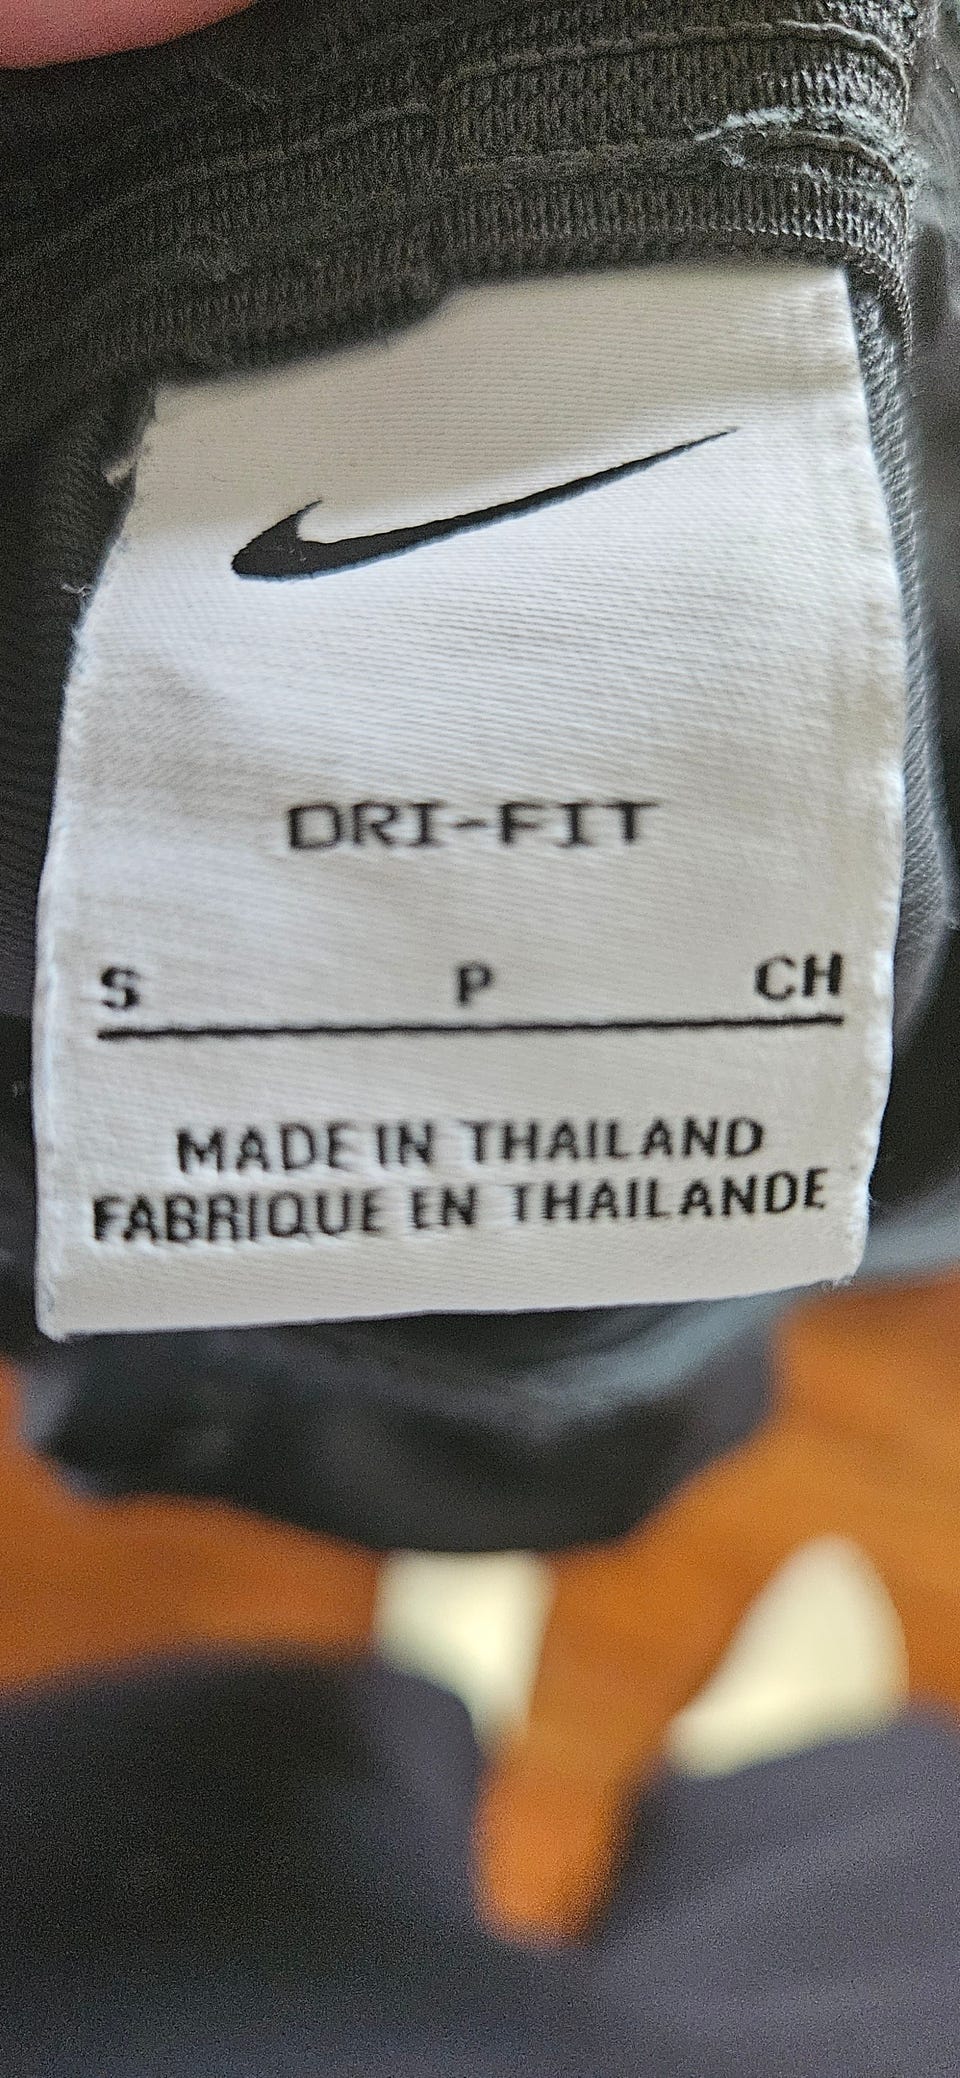 DRI-FIT
S P CH
MADE IN THAILAND
FABRIQUE EN THAILANDE